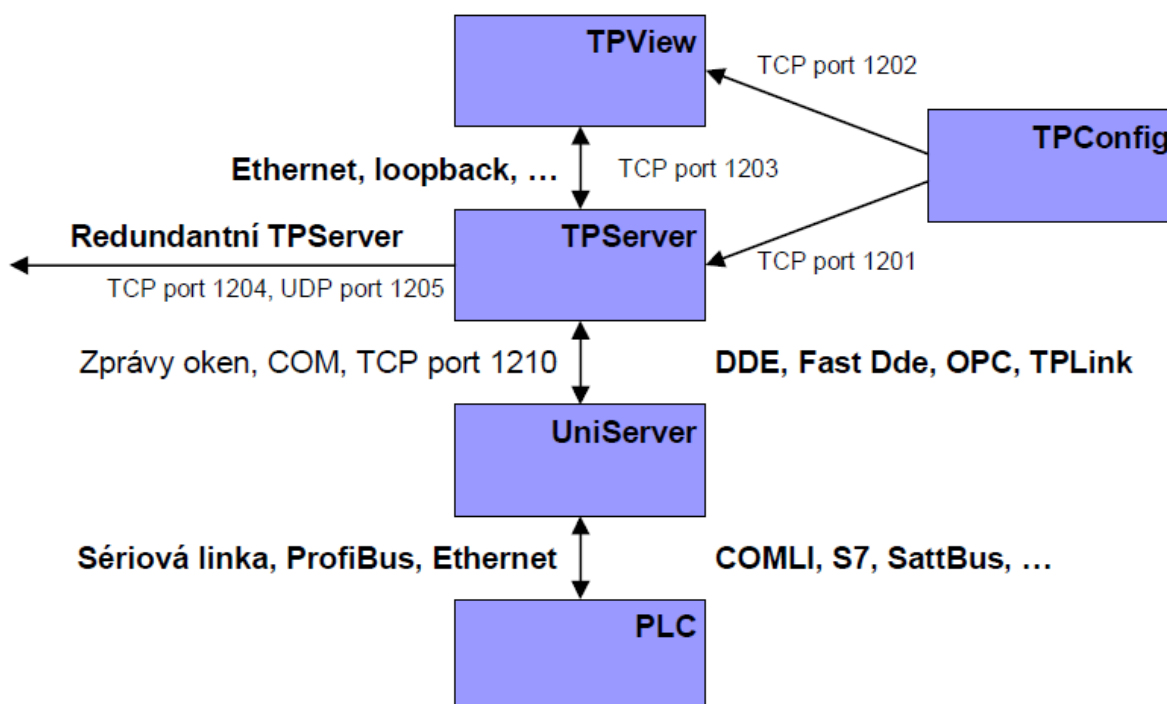 TPView
TCP port 1202
TPConfig
Ethernet, loopback, …
TCP port 1203
Redundantní TPServer
TPServer
TCP port 1201
TCP port 1204, UDP port 1205
Zprávy oken, COM, TCP port 1210
DDE, Fast Dde, OPC, TPLink
UniServer
Sériová linka, ProfiBus, Ethernet
COMLI, S7, SattBus, …
PLC